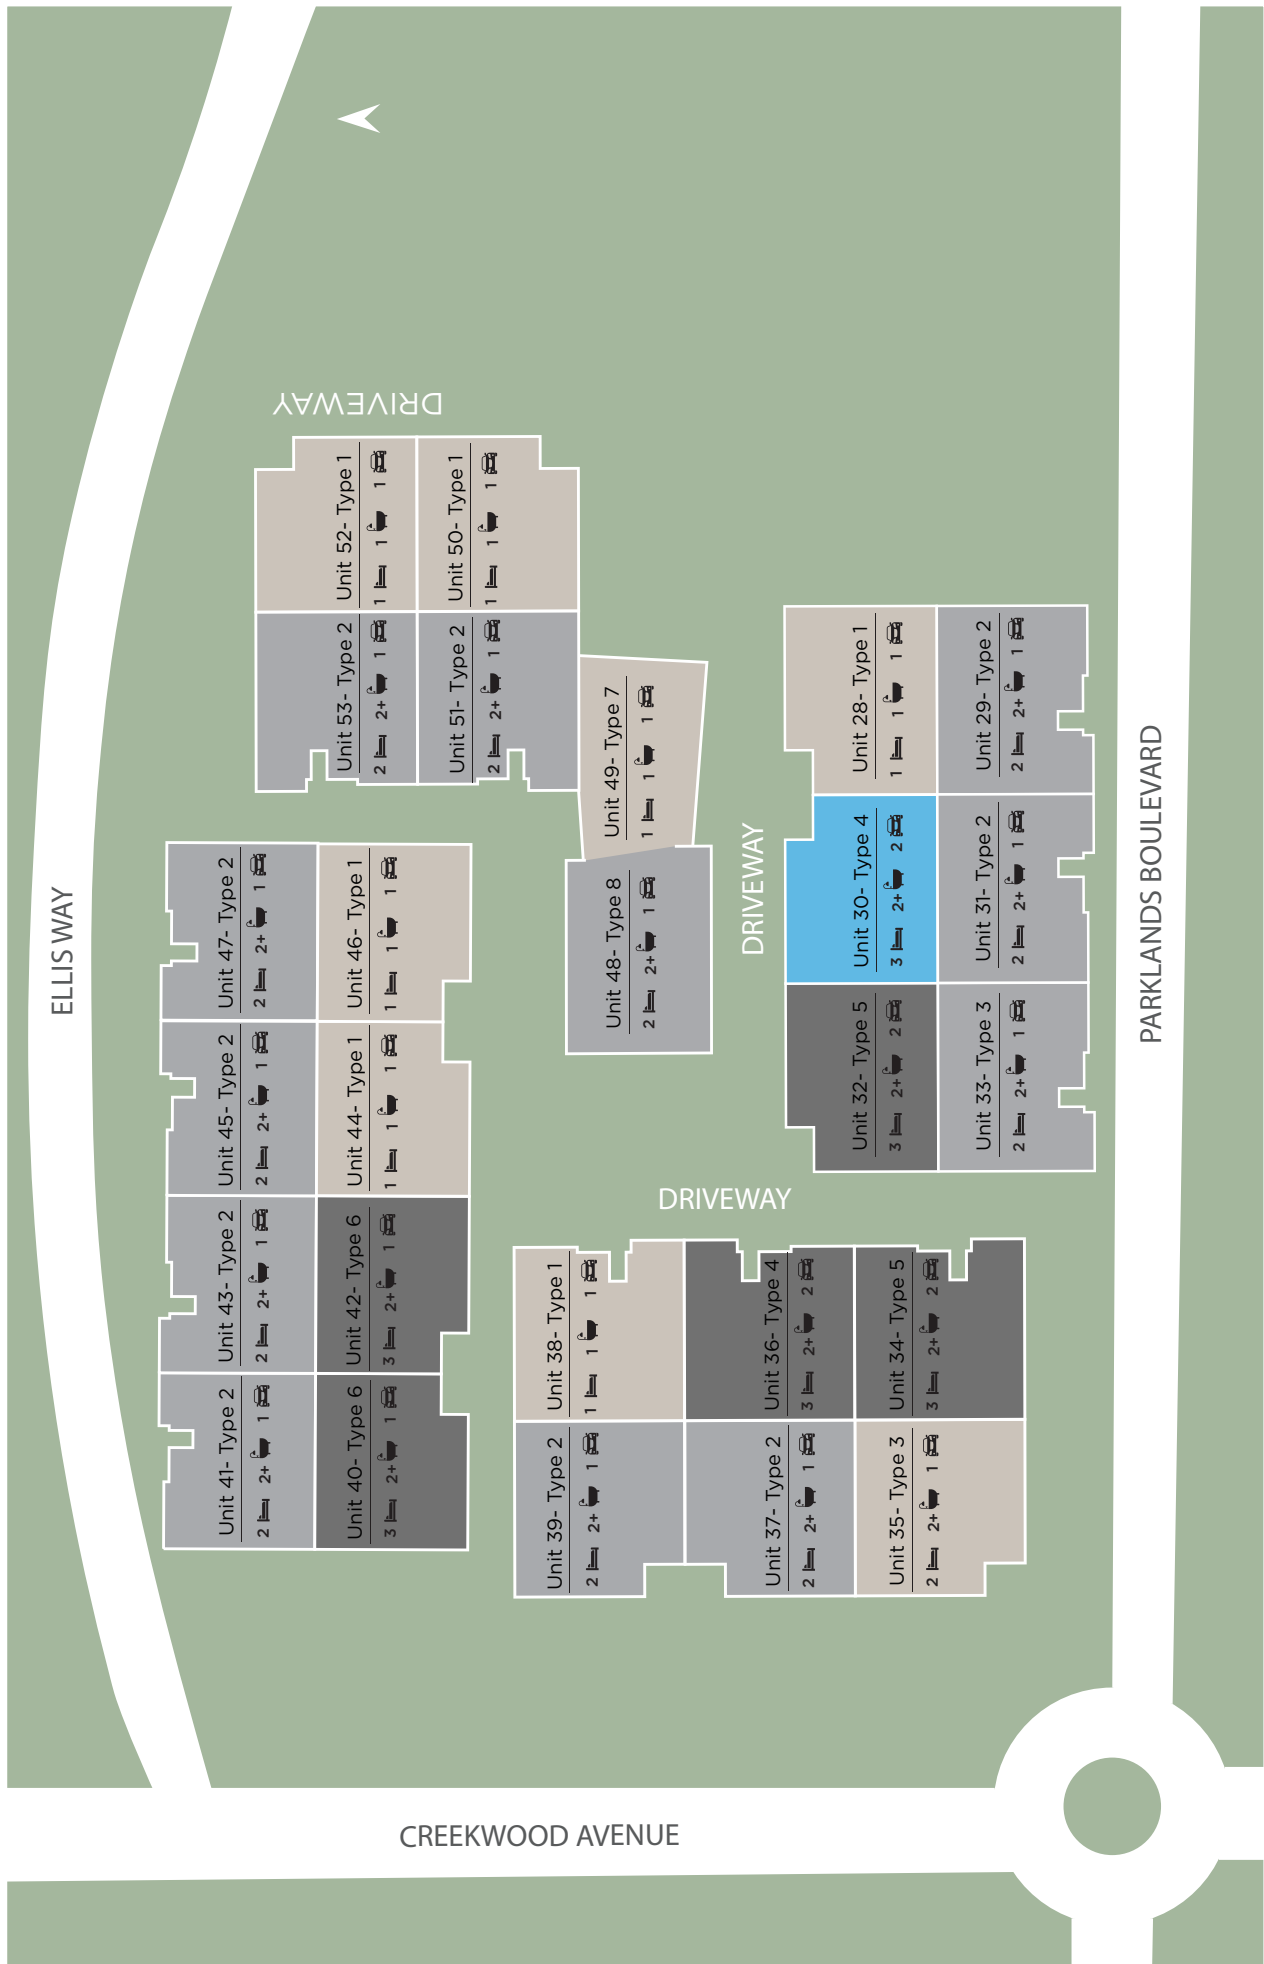 DRIVEWAY
Unit 52- Type 1
1 1 1
Unit 50- Type 1
1 1 1
Unit 53- Type 2
2 2+ 1
Unit 51- Type 2
2 2+ 1
Unit 49- Type 7
1 1 1
Unit 48- Type 8
2 2+ 1
DRIVEWAY
Unit 28- Type 1
1 1 1
Unit 29- Type 2
2 2+ 1
Unit 30- Type 4
3 2+ 2
Unit 31- Type 2
2 2+ 1
Unit 32- Type 5
3 2+ 2
Unit 33- Type 3
2 2+ 1
PARKLANDS BOULEVARD
ELLIS WAY
Unit 47- Type 2
2 2+ 1
Unit 46- Type 1
1 1 1
Unit 45- Type 2
2 2+ 1
Unit 44- Type 1
1 1 1
Unit 43- Type 2
2 2+ 1
Unit 42- Type 6
3 2+ 1
Unit 41- Type 2
2 2+ 1
Unit 40- Type 6
3 2+ 1
DRIVEWAY
Unit 38- Type 1
1 1 1
Unit 36- Type 4
3 2+ 2
Unit 34- Type 5
3 2+ 2
Unit 39- Type 2
2 2+ 1
Unit 37- Type 2
2 2+ 1
Unit 35- Type 3
2 2+ 1
CREEKWOOD AVENUE